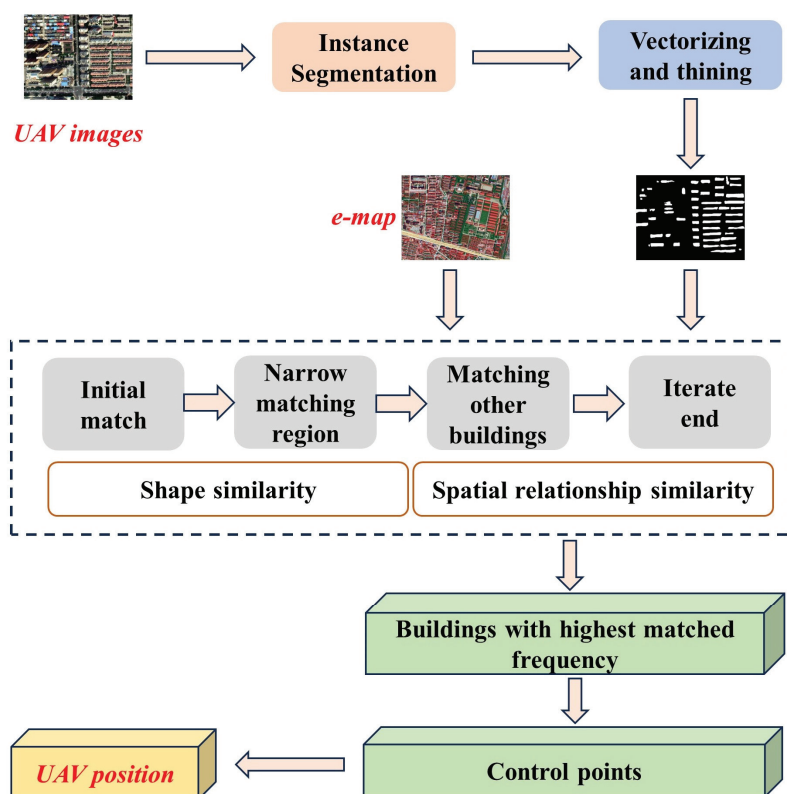 Instance
Segmentation
Vectorizing
and thining
UAV images
e-map
Initial
match
Narrow
matching
region
Matching
other
buildings
Iterate
end
Shape similarity
Spatial relationship similarity
Buildings with highest matched
frequency
UAV position
Control points